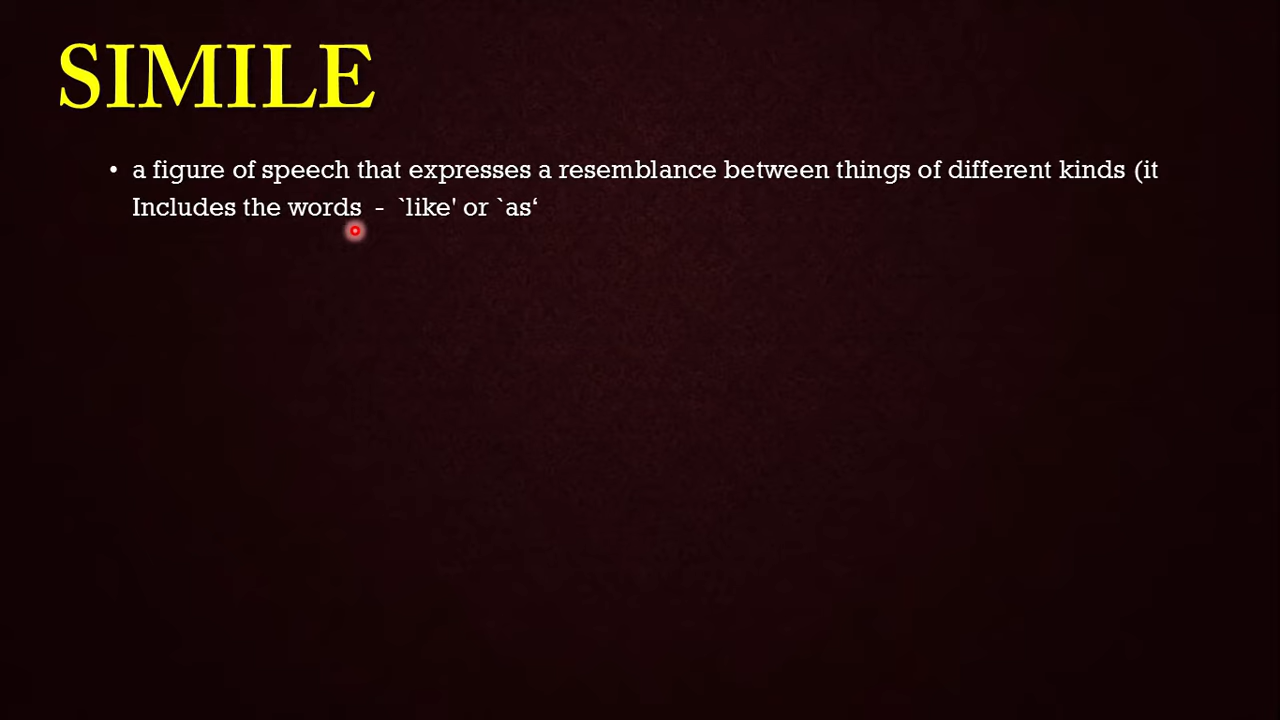 SIMILE
• a figure of speech that expresses a resemblance between things of different kinds (it
Includes the words  -  `like' or `as‘